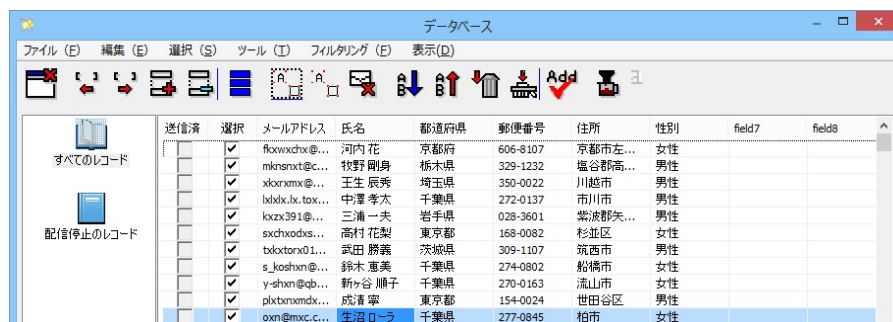 データベース
ファイル (F) 編集 (E) 選択 (S) ツール (T) フィルタリング (F) 表示(D)
Add
送信済 選択 メールアドレス 氏名 都道府県 郵便番号 住所 性別 field7 field8
すべてのレコード
配信停止のレコード
fkxwxchx@... 河内 花 京都府 606-8107 京都市左... 女性
mknsnxt@c... 牧野 剛身 栃木県 329-1232 塩谷郡高... 男性
xkxrxmx@... 王生 辰秀 埼玉県 350-0022 川越市 男性
lxlxlx.lx.tox... 中澤 孝太 千葉県 272-0137 市川市 男性
kxzx391@... 三浦 一夫 岩手県 028-3601 紫波郡矢... 男性
sxchxodxs... 高村 花梨 東京都 168-0082 杉並区 女性
txkxtorx01... 武田 勝義 茨城県 309-1107 筑西市 男性
s_koshxn@... 鈴木 恵美 千葉県 274-0802 船橋市 女性
y-shxn@qb... 新ヶ谷 順子 千葉県 270-0163 流山市 女性
plxtxnxmdx... 成清 寧 東京都 154-0024 世田谷区 男性
oxn@mxc.c... 生沼 ローラ 千葉県 277-0845 柏市 女性